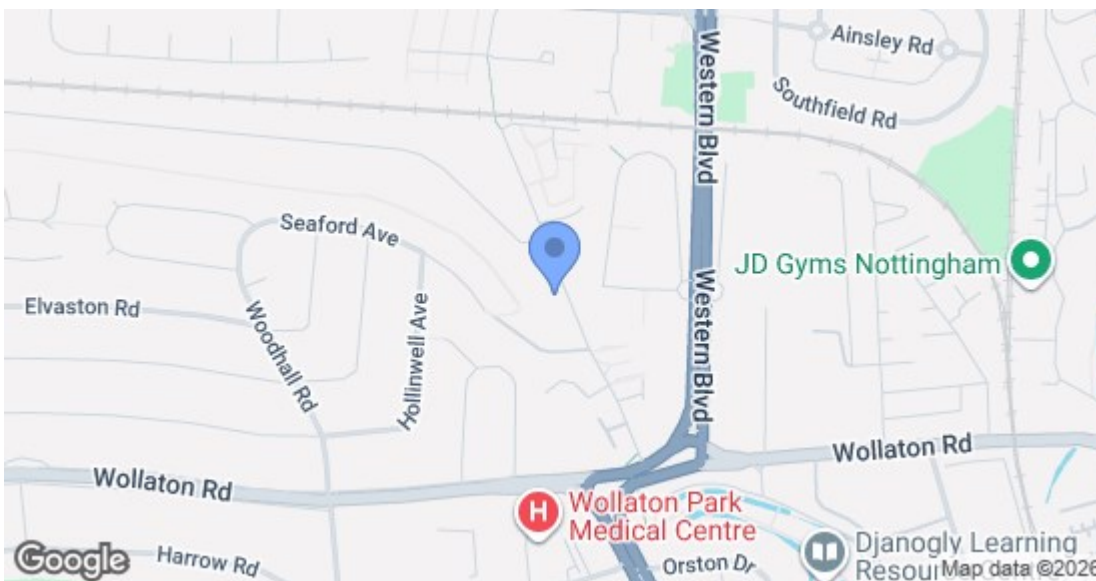 Ainsley Rd
Western Blvd
Southfield Rd
Seaford Ave
JD Gyms Nottingham
Elvaston Rd
Woodhall Rd
Hollinwell Ave
Western Blvd
Wollaton Rd
Wollaton Rd
H
Wollaton Park
Medical Centre
Djanogly Learning
Resour
Harrow Rd
Orston Dr
Google
Map data ©2026